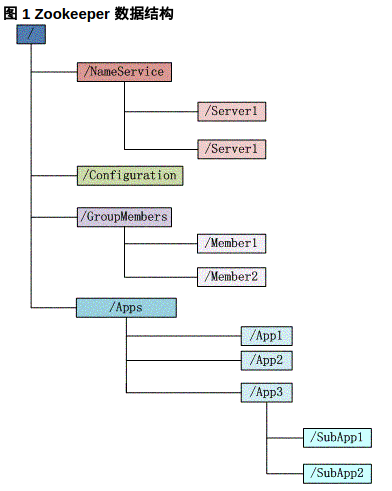 图 1 Zookeeper 数据结构
/
/NameService
/Server1
/Server1
/Configuration
/GroupMembers
/Member1
/Member2
/Apps
/App1
/App2
/App3
/SubApp1
/SubApp2